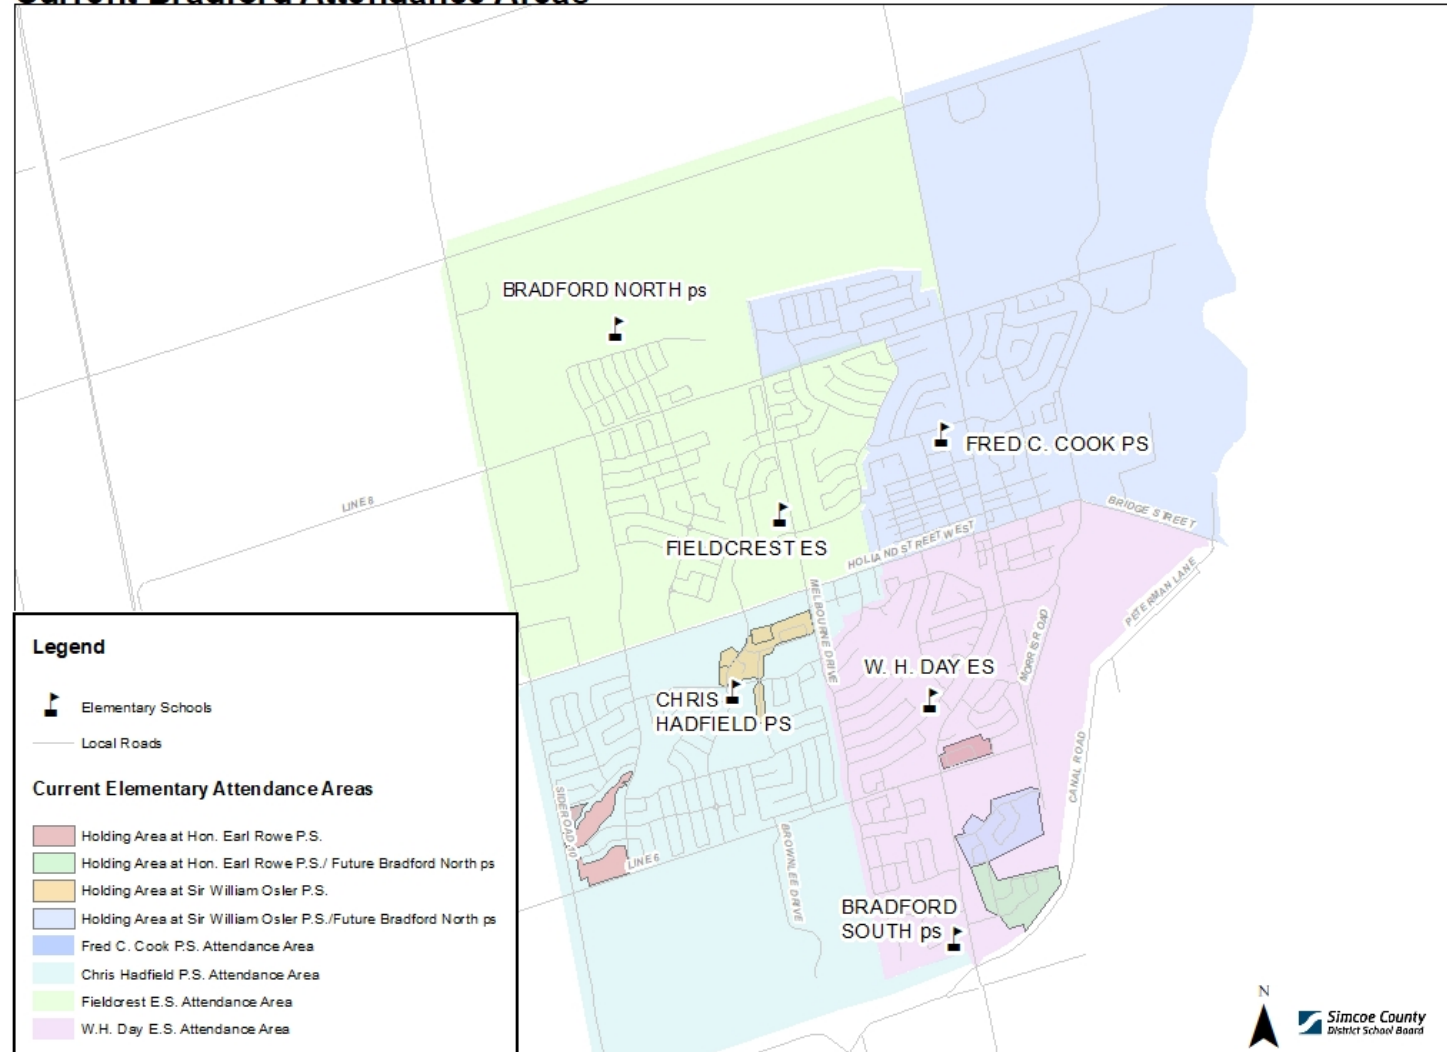 Current Bradford Attendance Areas
BRADFORD NORTH ps
FRED C. COOK PS
LINE 8
BRIDGE STREET
HOLLAND STREET WEST
FIELDCREST ES
MELBOURNE DRIVE
PETERMAN LANE
MORRIS ROAD
W. H. DAY ES
CHRIS
HADFIELD PS
CANAL ROAD
SIDEROAD 10
LINE 6
BROWNLEE DRIVE
BRADFORD
SOUTH ps
Legend
Elementary Schools
Local Roads
Current Elementary Attendance Areas
Holding Area at Hon. Earl Rowe P.S.
Holding Area at Hon. Earl Rowe P.S./ Future Bradford North ps
Holding Area at Sir William Osler P.S.
Holding Area at Sir William Osler P.S./Future Bradford North ps
Fred C. Cook P.S. Attendance Area
Chris Hadfield P.S. Attendance Area
Fieldcrest E.S. Attendance Area
W.H. Day E.S. Attendance Area
N
Simcoe County
District School Board